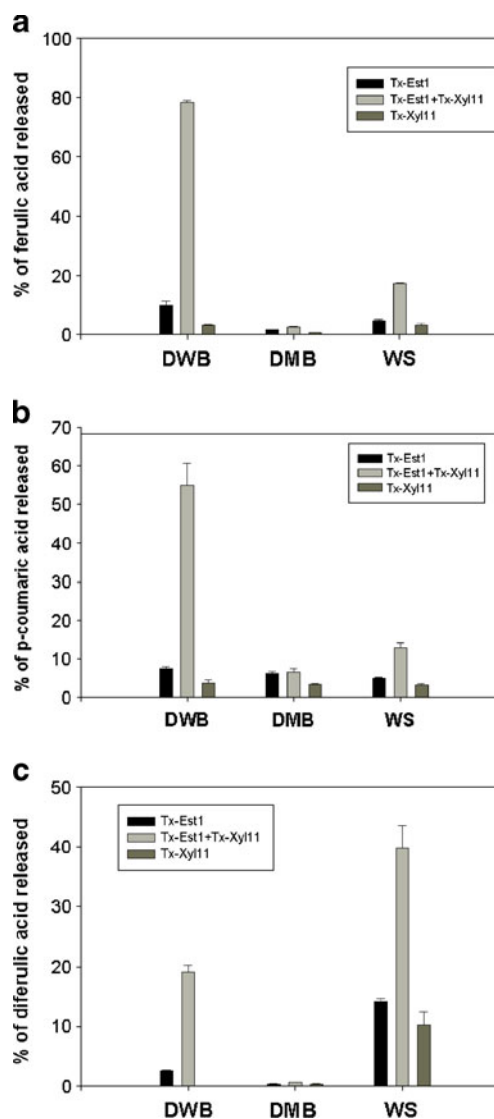 a
100
80
60
40
20
0
% of ferulic acid released
Tx-Est1
Tx-Est1+Tx-Xyl11
Tx-Xyl11
DWB DMB WS
b
70
60
50
40
30
20
10
0
% of p-coumaric acid released
Tx-Est1
Tx-Est1+Tx-Xyl11
Tx-Xyl11
DWB DMB WS
c
50
40
30
20
10
0
% of diferulic acid released
Tx-Est1
Tx-Est1+Tx-Xyl11
Tx-Xyl11
DWB DMB WS